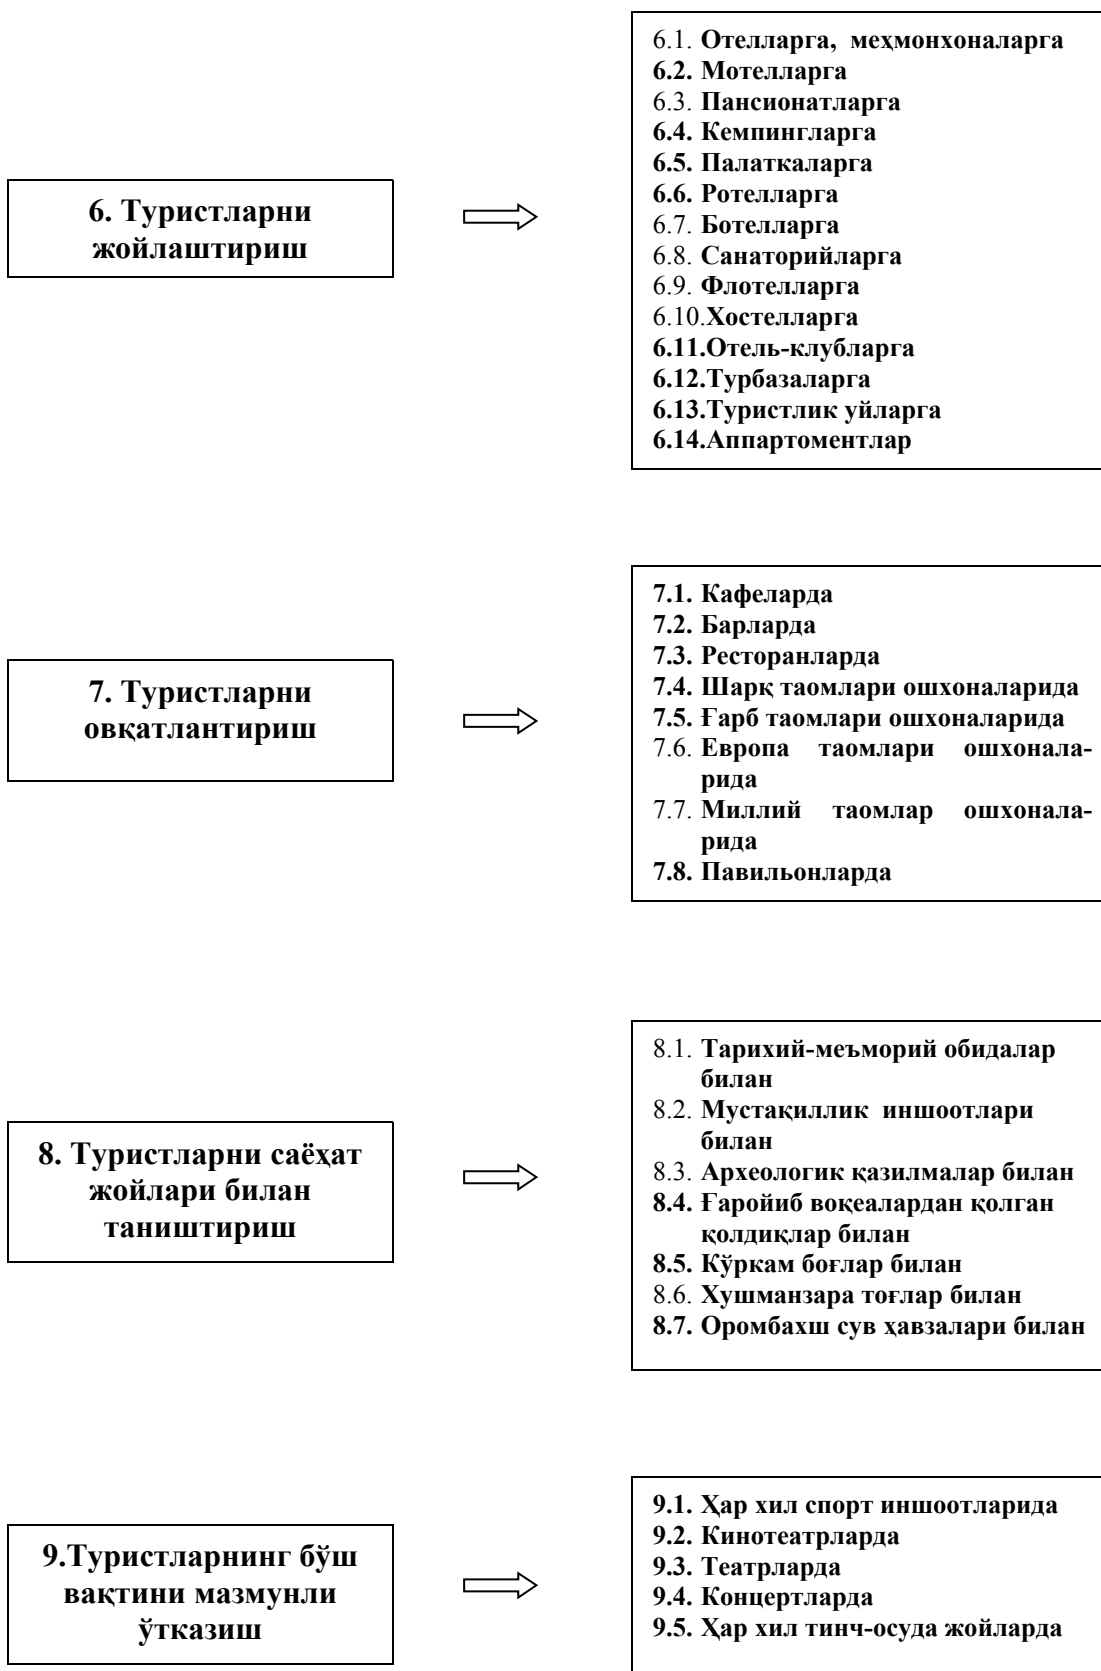 6. Туристларни
жойлаштириш
6.1. Отелларга, меҳмонхоналарга
6.2. Мотелларга
6.3. Пансионатларга
6.4. Кемпингларга
6.5. Палаткаларга
6.6. Ротелларга
6.7. Ботелларга
6.8. Санаторийларга
6.9. Флотелларга
6.10.Хостелларга
6.11.Отель-клубларга
6.12.Турбазаларга
6.13.Туристлик уйларга
6.14.Аппартоментлар
7. Туристларни
овқатлантириш
7.1. Кафеларда
7.2. Барларда
7.3. Ресторанларда
7.4. Шарқ таомлари ошхоналарида
7.5. Ғарб таомлари ошхоналарида
7.6. Европа таомлари ошхонала-
рида
7.7. Миллий таомлар ошхонала-
рида
7.8. Павильонларда
8. Туристларни саёҳат
жойлари билан
таништириш
8.1. Тарихий-меъморий обидалар
билан
8.2. Мустақиллик иншоотлари
билан
8.3. Археологик қазилмалар билан
8.4. Ғаройиб воқеалардан қолган
қолдиқлар билан
8.5. Кўркам боғлар билан
8.6. Хушманзара тоғлар билан
8.7. Оромбахш сув ҳавзалари билан
9.Туристларнинг бўш
вақтини мазмунли
ўтказиш
9.1. Ҳар хил спорт иншоотларида
9.2. Кинотеатрларда
9.3. Театрларда
9.4. Концертларда
9.5. Ҳар хил тинч-осуда жойларда